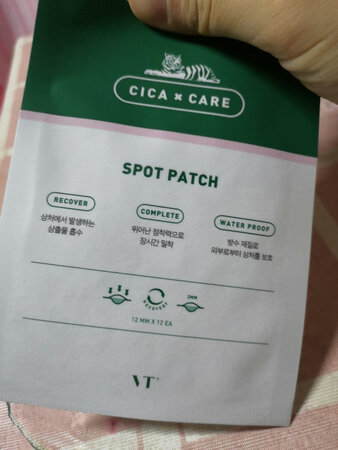 CICA × CARE
SPOT PATCH
RECOVER
상처에서 발생하는
삼출물 흡수
COMPLETE
뛰어난 점착력으로
장시간 밀착
WATER PROOF
방수 재질로
외부로부터 상처를 보호
RECOVERY
2MM
12 MM X 12 EA
VT®